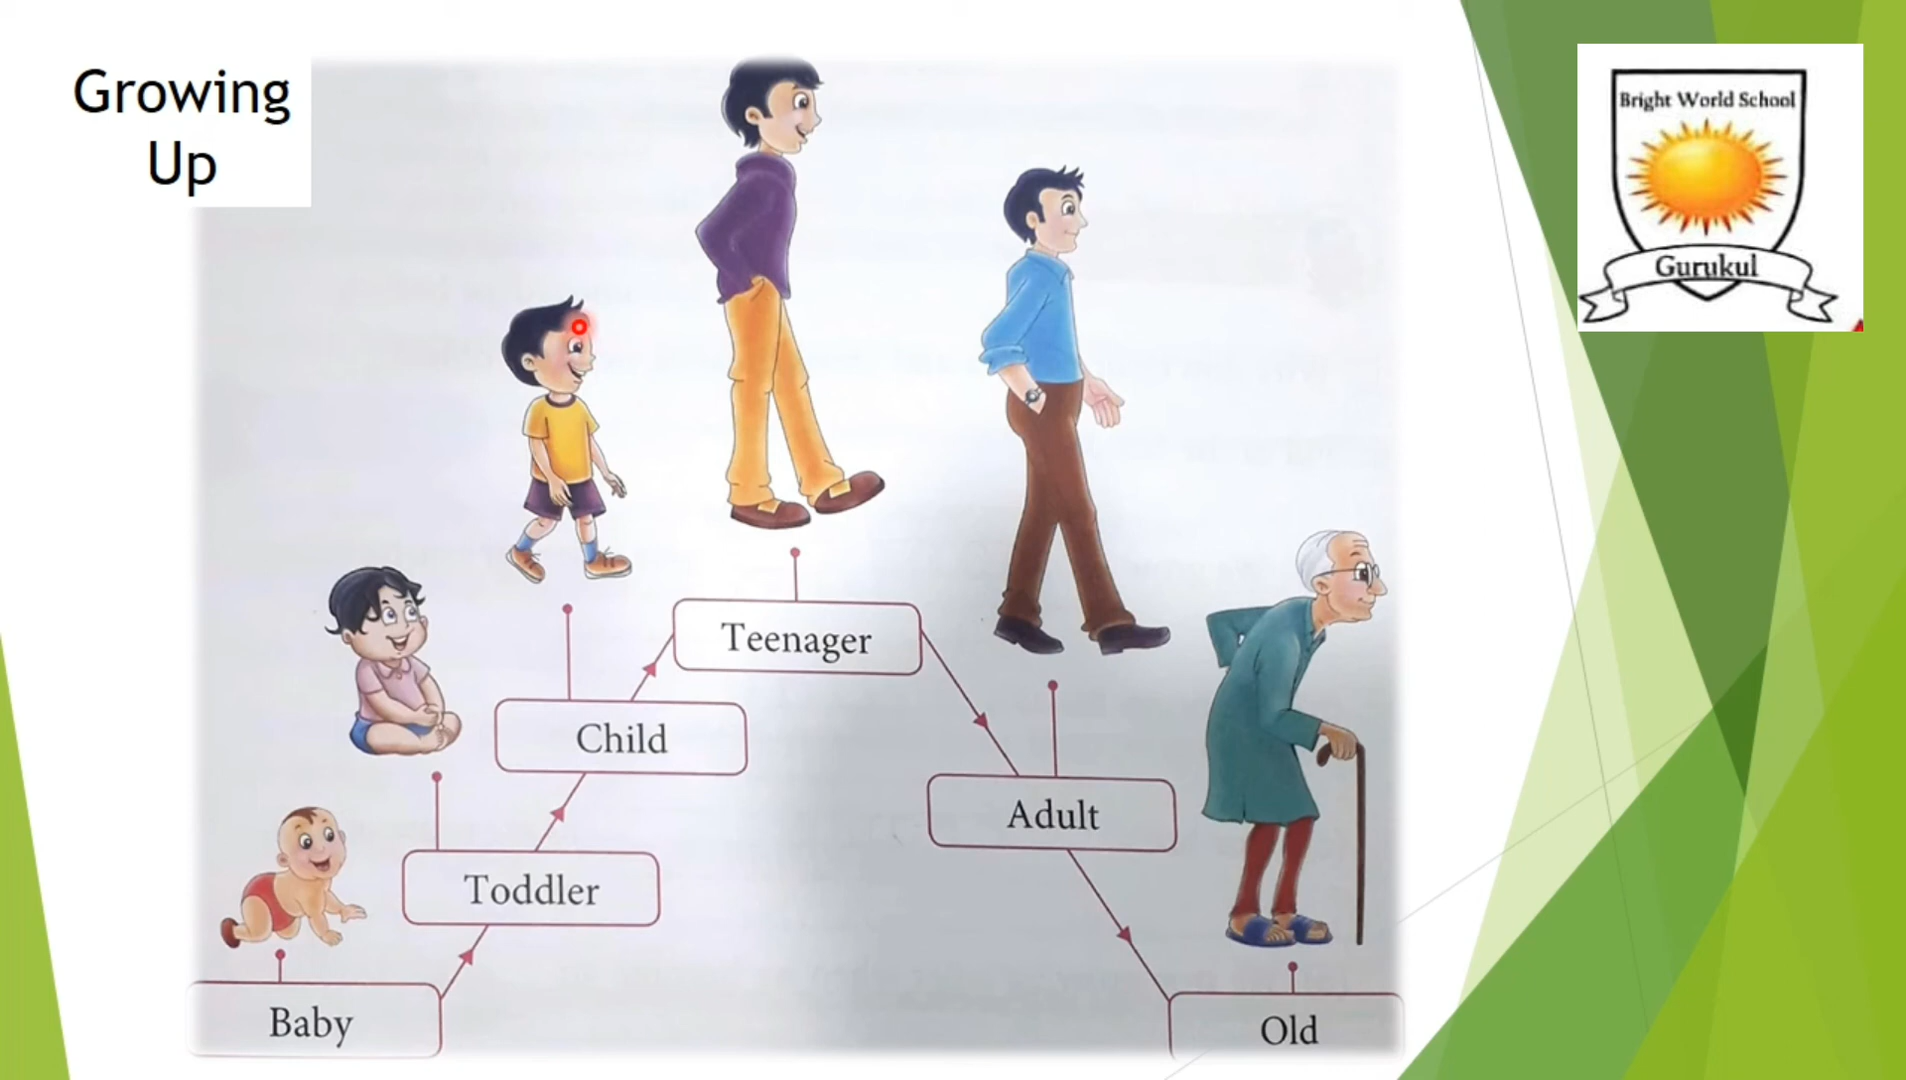 Growing
Up
Bright World School
Gurukul
Teenager
Child
Adult
Toddler
Baby
Old